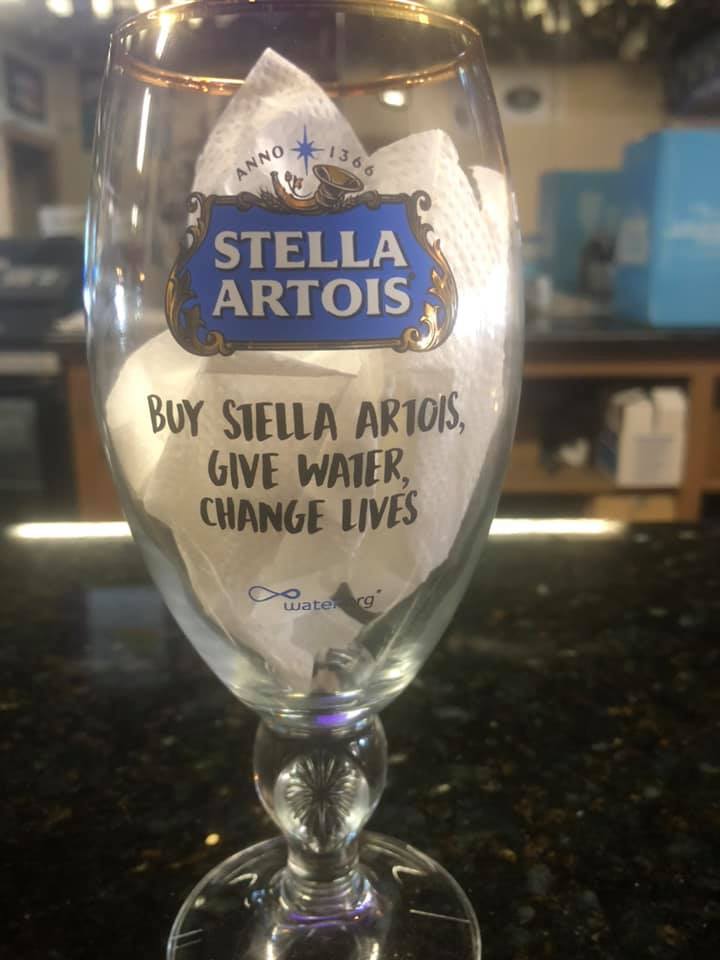 ANNO 1366
STELLA
ARTOIS
BUY STELLA ARTOIS,
GIVE WATER,
CHANGE LIVES